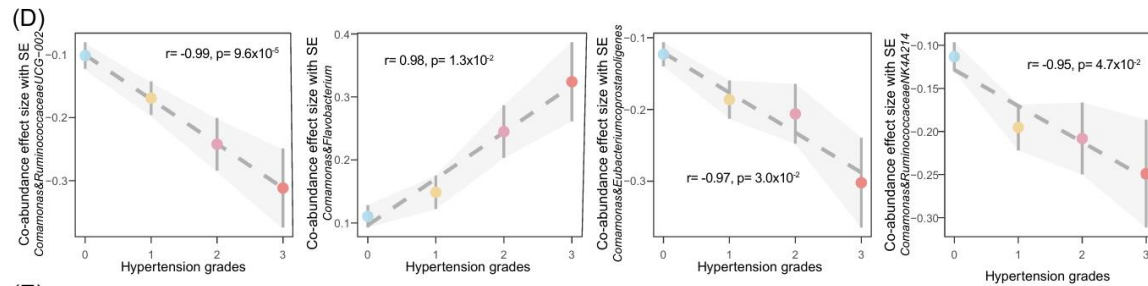 (D)
Co-abundance effect size with SE
Comamonas&RuminococcaceaeUCG-002
-0.1
-0.2
-0.3
r= -0.99, p= 9.6x10-5
0 1 2 3
Hypertension grades
Co-abundance effect size with SE
Comamonas&Flavobacterium
0.4
0.3
0.2
0.1
r= 0.98, p= 1.3x10-2
0 1 2 3
Hypertension grades
Co-abundance effect size with SE
Comamonas&Eubacteriumcoprostanoligenes
-0.1
-0.2
-0.3
r= -0.97, p= 3.0x10-2
0 1 2 3
Hypertension grades
Co-abundance effect size with SE
Comamonas&RuminococcaceaeNK4A214
-0.10
-0.15
-0.20
-0.25
-0.30
r= -0.95, p= 4.7x10-2
0 1 2 3
Hypertension grades